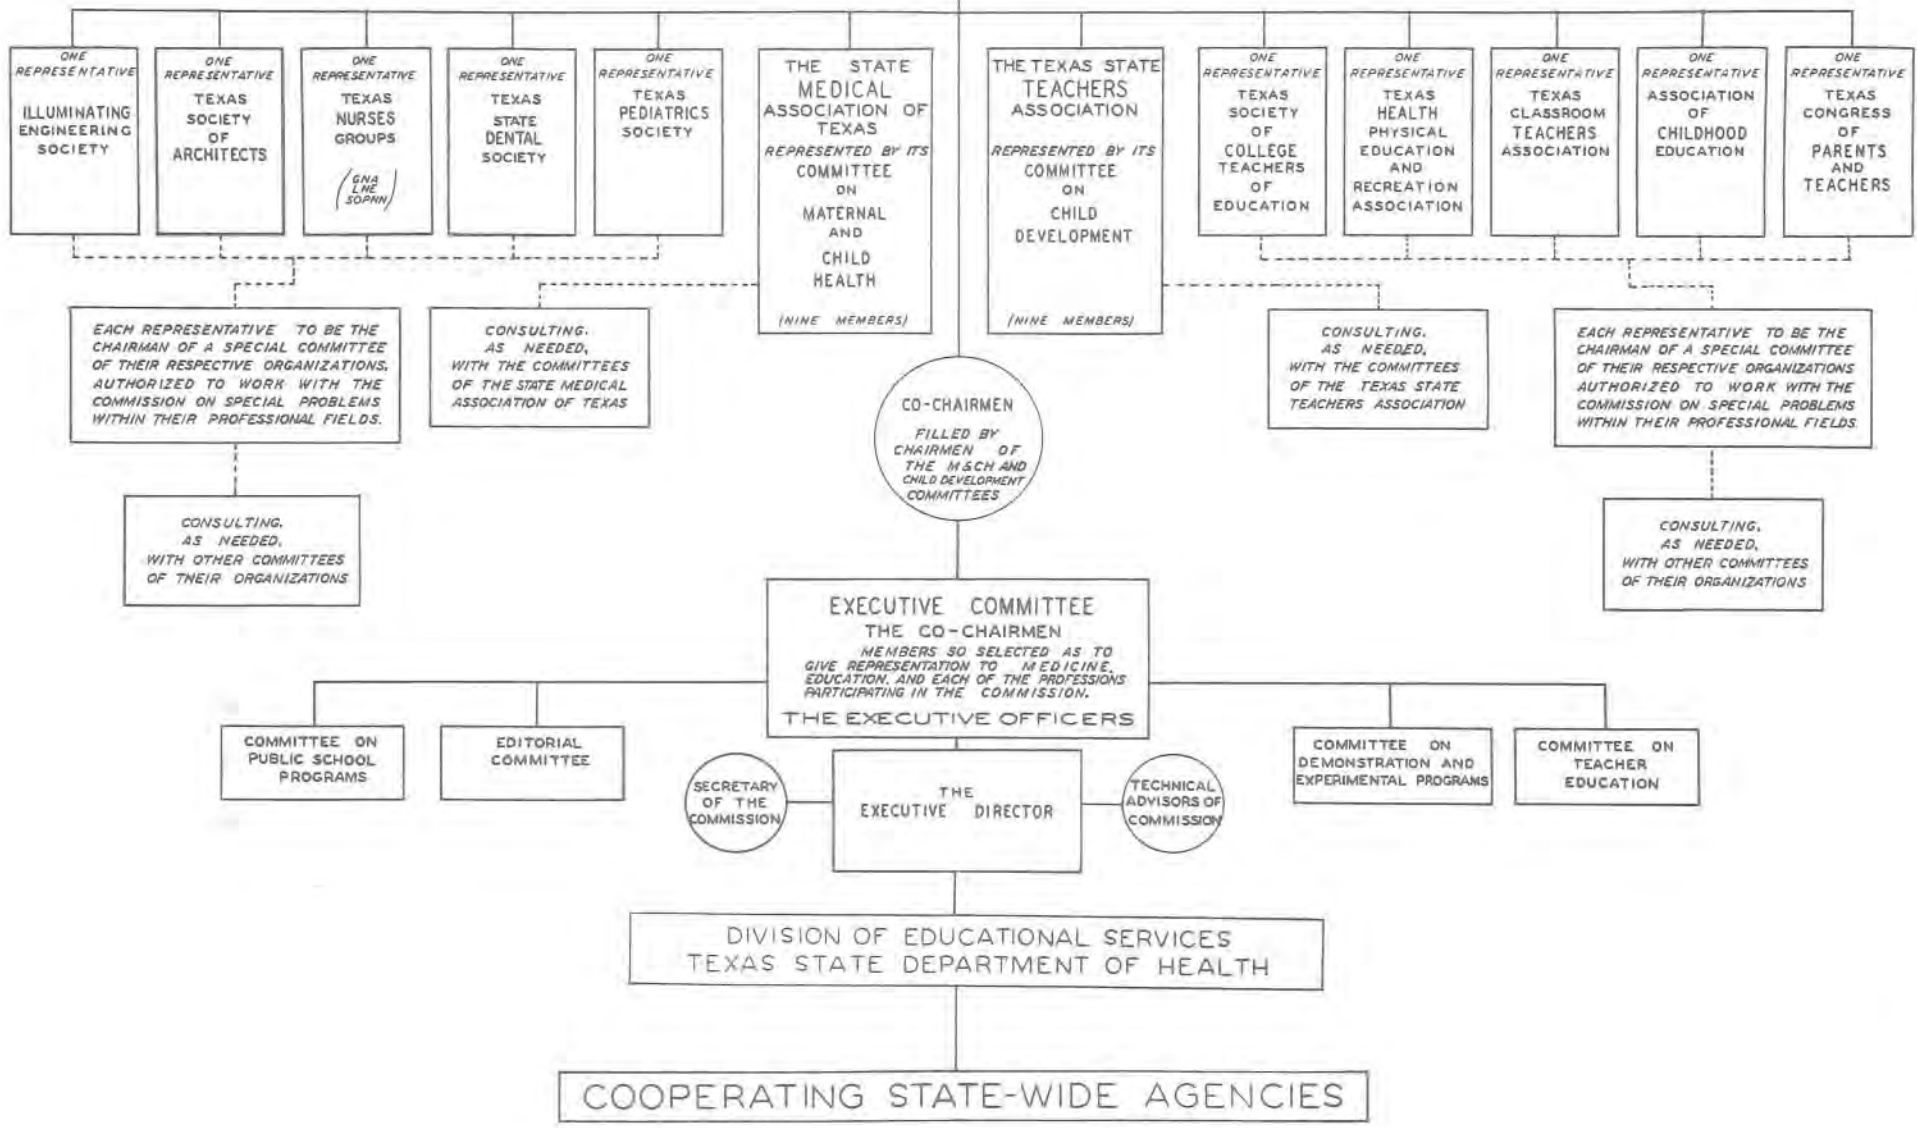 ONE
REPRESENTATIVE
ILLUMINATING
ENGINEERING
SOCIETY
ONE
REPRESENTATIVE
TEXAS
SOCIETY
OF
ARCHITECTS
ONE
REPRESENTATIVE
TEXAS
NURSES
GROUPS
(GNA
LNE
SOPHN)
ONE
REPRESENTATIVE
TEXAS
STATE
DENTAL
SOCIETY
ONE
REPRESENTATIVE
TEXAS
PEDIATRICS
SOCIETY
THE STATE
MEDICAL
ASSOCIATION OF
TEXAS
REPRESENTED BY ITS
COMMITTEE
ON
MATERNAL
AND
CHILD
HEALTH
(NINE MEMBERS)
THE TEXAS STATE
TEACHERS
ASSOCIATION
REPRESENTED BY ITS
COMMITTEE
ON
CHILD
DEVELOPMENT
(NINE MEMBERS)
ONE
REPRESENTATIVE
TEXAS
SOCIETY
OF
COLLEGE
TEACHERS
OF
EDUCATION
ONE
REPRESENTATIVE
TEXAS
HEALTH
PHYSICAL
EDUCATION
AND
RECREATION
ASSOCIATION
ONE
REPRESENTATIVE
TEXAS
CLASSROOM
TEACHERS
ASSOCIATION
ONE
REPRESENTATIVE
ASSOCIATION
OF
CHILDHOOD
EDUCATION
ONE
REPRESENTATIVE
TEXAS
CONGRESS
OF
PARENTS
AND
TEACHERS
EACH REPRESENTATIVE TO BE THE
CHAIRMAN OF A SPECIAL COMMITTEE
OF THEIR RESPECTIVE ORGANIZATIONS,
AUTHORIZED TO WORK WITH THE
COMMISSION ON SPECIAL PROBLEMS
WITHIN THEIR PROFESSIONAL FIELDS.
CONSULTING,
AS NEEDED,
WITH THE COMMITTEES
OF THE STATE MEDICAL
ASSOCIATION OF TEXAS
CO-CHAIRMEN
FILLED BY
CHAIRMEN OF
THE M&CH AND
CHILD DEVELOPMENT
COMMITTEES
CONSULTING,
AS NEEDED,
WITH THE COMMITTEES
OF THE TEXAS STATE
TEACHERS ASSOCIATION
EACH REPRESENTATIVE TO BE THE
CHAIRMAN OF A SPECIAL COMMITTEE
OF THEIR RESPECTIVE ORGANIZATIONS
AUTHORIZED TO WORK WITH THE
COMMISSION ON SPECIAL PROBLEMS
WITHIN THEIR PROFESSIONAL FIELDS.
CONSULTING,
AS NEEDED,
WITH OTHER COMMITTEES
OF THEIR ORGANIZATIONS
CONSULTING,
AS NEEDED,
WITH OTHER COMMITTEES
OF THEIR ORGANIZATIONS
EXECUTIVE COMMITTEE
THE CO-CHAIRMEN
MEMBERS SO SELECTED AS TO
GIVE REPRESENTATION TO MEDICINE,
EDUCATION, AND EACH OF THE PROFESSIONS
PARTICIPATING IN THE COMMISSION.
THE EXECUTIVE OFFICERS
COMMITTEE ON
PUBLIC SCHOOL
PROGRAMS
EDITORIAL
COMMITTEE
COMMITTEE ON
DEMONSTRATION AND
EXPERIMENTAL PROGRAMS
COMMITTEE ON
TEACHER
EDUCATION
SECRETARY
OF THE
COMMISSION
THE
EXECUTIVE DIRECTOR
TECHNICAL
ADVISORS OF
COMMISSION
DIVISION OF EDUCATIONAL SERVICES
TEXAS STATE DEPARTMENT OF HEALTH
COOPERATING STATE-WIDE AGENCIES